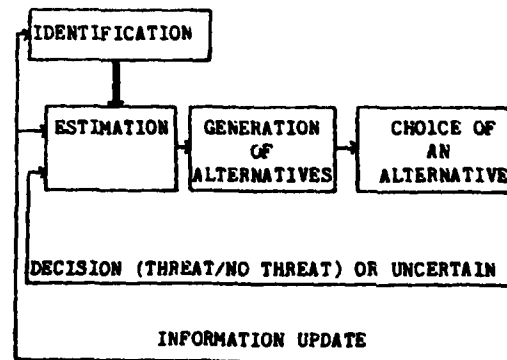 IDENTIFICATION
ESTIMATION
GENERATION
OF
ALTERNATIVES
CHOICE OF
AN
ALTERNATIVE
DECISION (THREAT/NO THREAT) OR UNCERTAIN
INFORMATION UPDATE